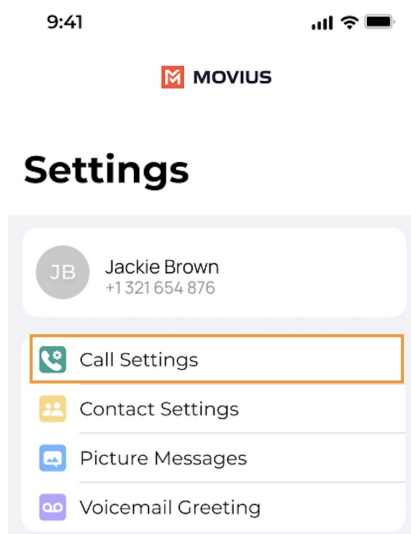 9:41
MOVIUS
Settings
JB
Jackie Brown
+1 321 654 876
Call Settings
Contact Settings
Picture Messages
Voicemail Greeting